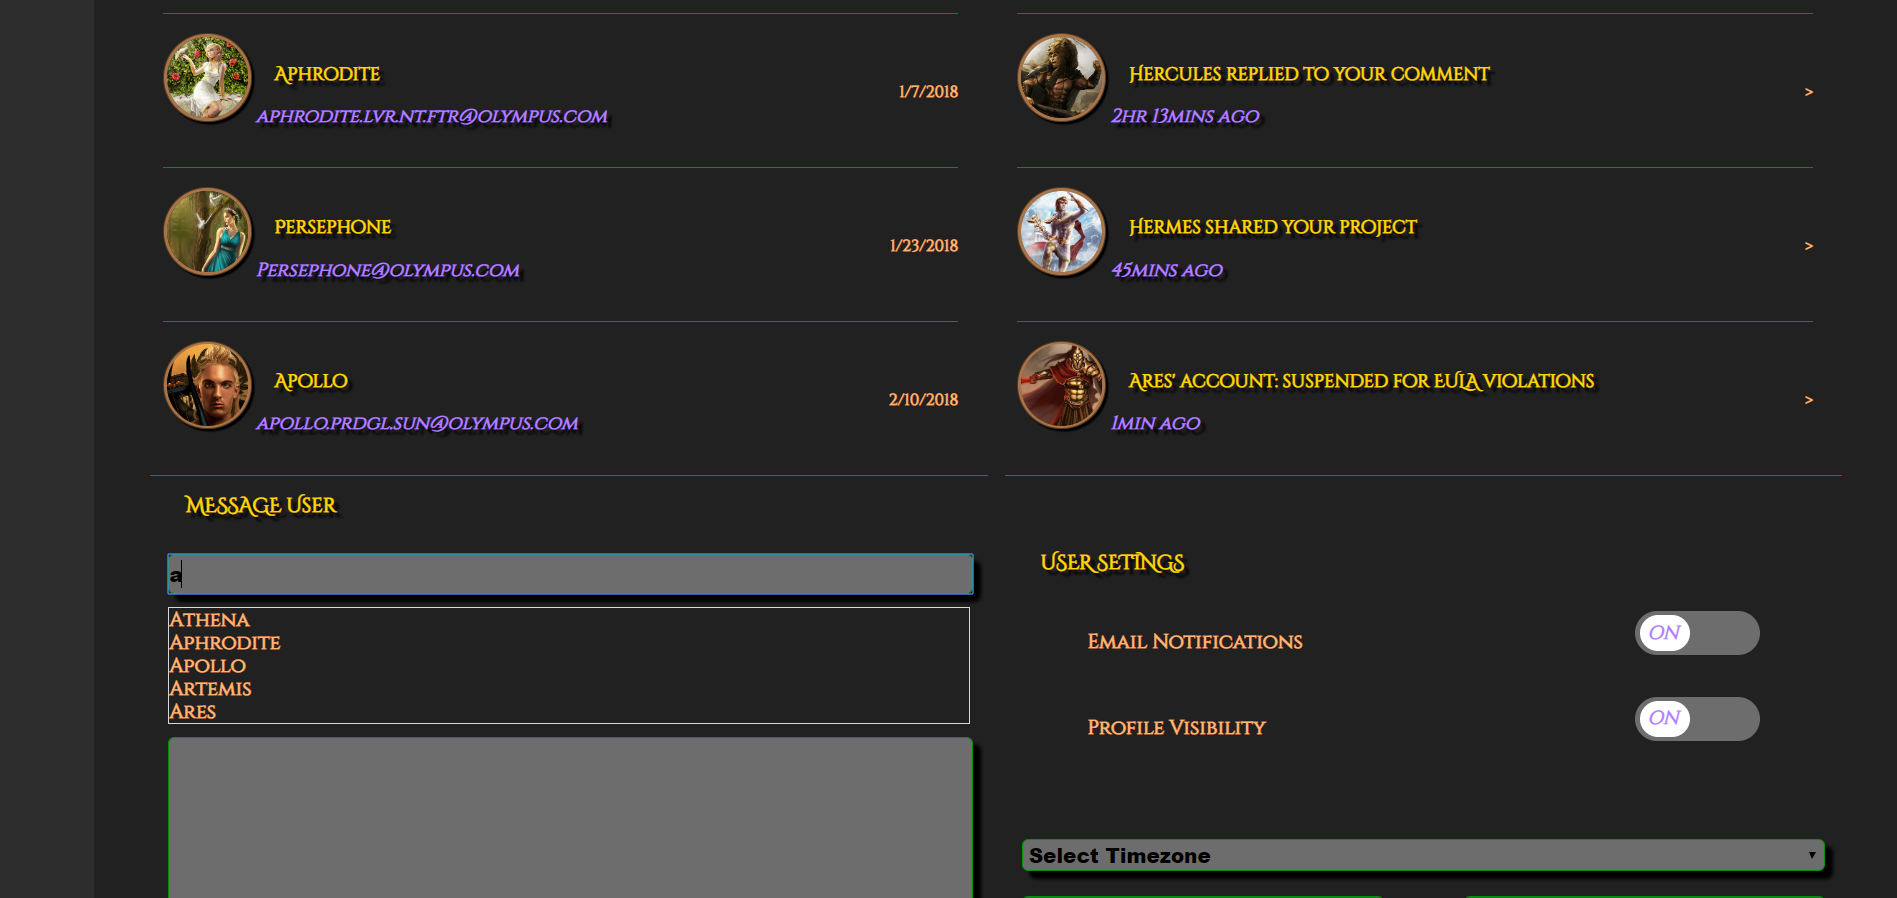 Aphrodite
1/7/2018
aphrodite.lvr.nt.ftr@olympus.com
Persephone
1/23/2018
Persephone@olympus.com
Apollo
2/10/2018
apollo.prdgl.sun@olympus.com
Hercules replied to your comment
>
2hr 13mins ago
Hermes shared your project
>
45mins ago
Ares' account: suspended for EULA violations
>
1min ago
MESSAGE User
a
Athena
Aphrodite
Apollo
Artemis
Ares
USER SETINGS
Email Notifications
ON
Profile Visibility
ON
Select Timezone